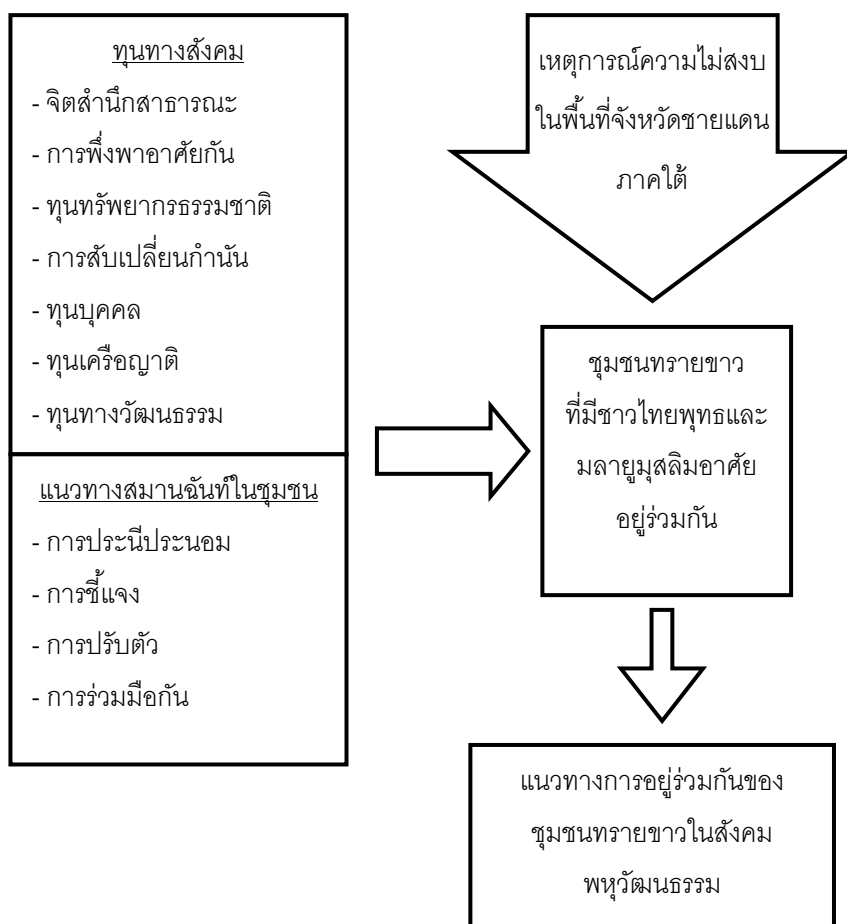 ทุนทางสังคม
- จิตสำนึกสาธารณะ
- การพึ่งพาอาศัยกัน
- ทุนทรัพยากรธรรมชาติ
- การสับเปลี่ยนกำนัน
- ทุนบุคคล
- ทุนเครือญาติ
- ทุนทางวัฒนธรรม
แนวทางสมานฉันท์ในชุมชน
- การประนีประนอม
- การชี้แจง
- การปรับตัว
- การร่วมมือกัน
เหตุการณ์ความไม่สงบ
ในพื้นที่จังหวัดชายแดน
ภาคใต้
ชุมชนทรายขาว
ที่มีชาวไทยพุทธและ
มลายูมุสลิมอาศัย
อยู่ร่วมกัน
แนวทางการอยู่ร่วมกันของ
ชุมชนทรายขาวในสังคม
พหุวัฒนธรรม